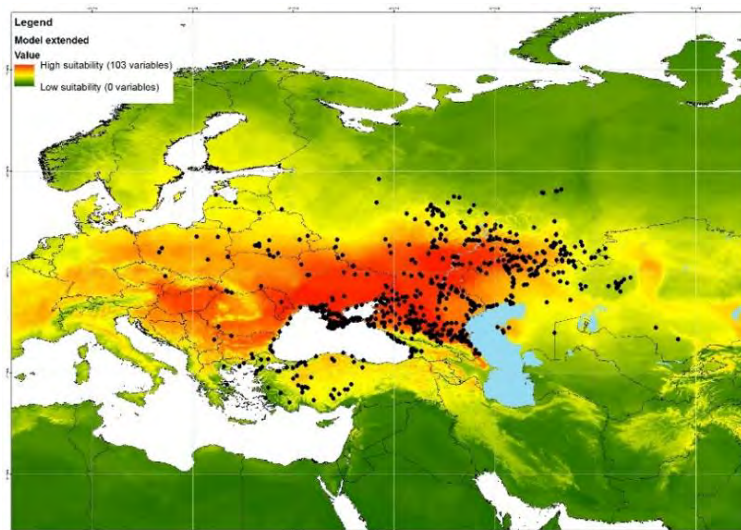 Legend
Model extended
Value
High suitability (103 variables)
Low suitability (0 variables)